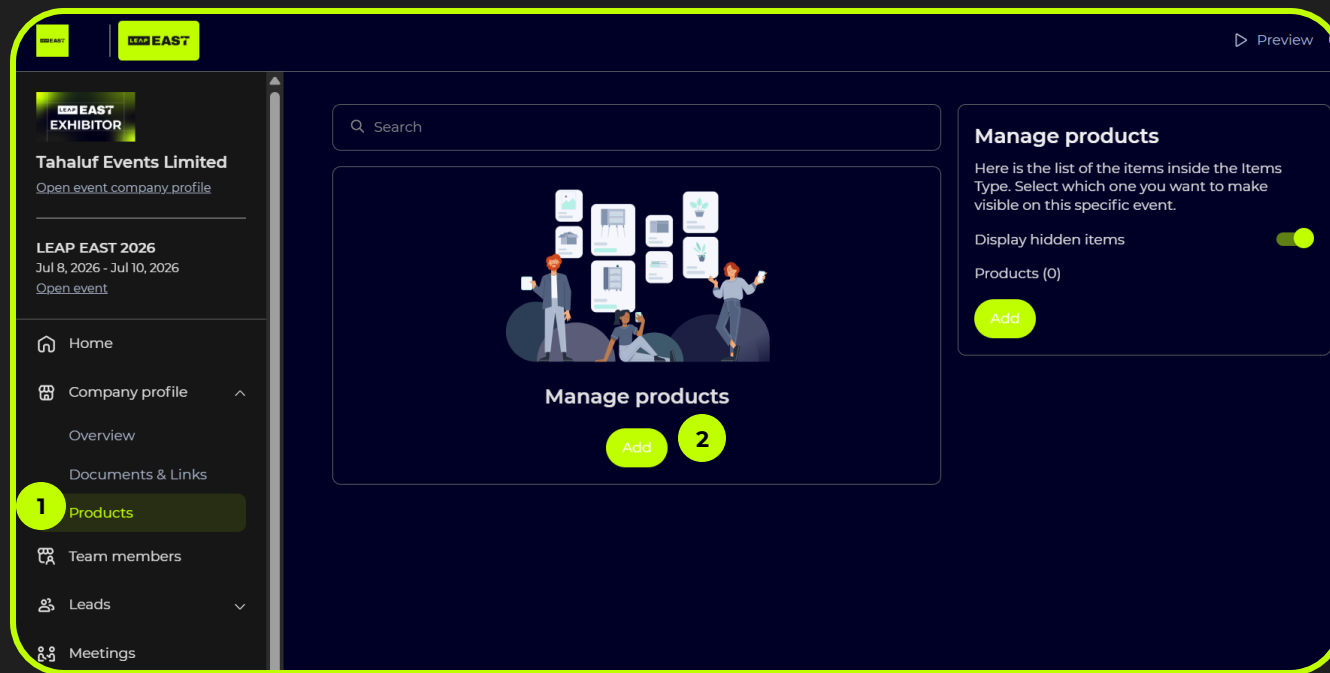 LEAP EAST
LEAP EAST
Preview
LEAP EAST
EXHIBITOR
Tahaluf Events Limited
Open event company profile
LEAP EAST 2026
Jul 8, 2026 - Jul 10, 2026
Open event
Home
Company profile
Overview
Documents & Links
1
Products
Team members
Leads
Meetings
Search
Manage products
Add
2
Manage products
Here is the list of the items inside the Items
Type. Select which one you want to make
visible on this specific event.
Display hidden items
Products (0)
Add